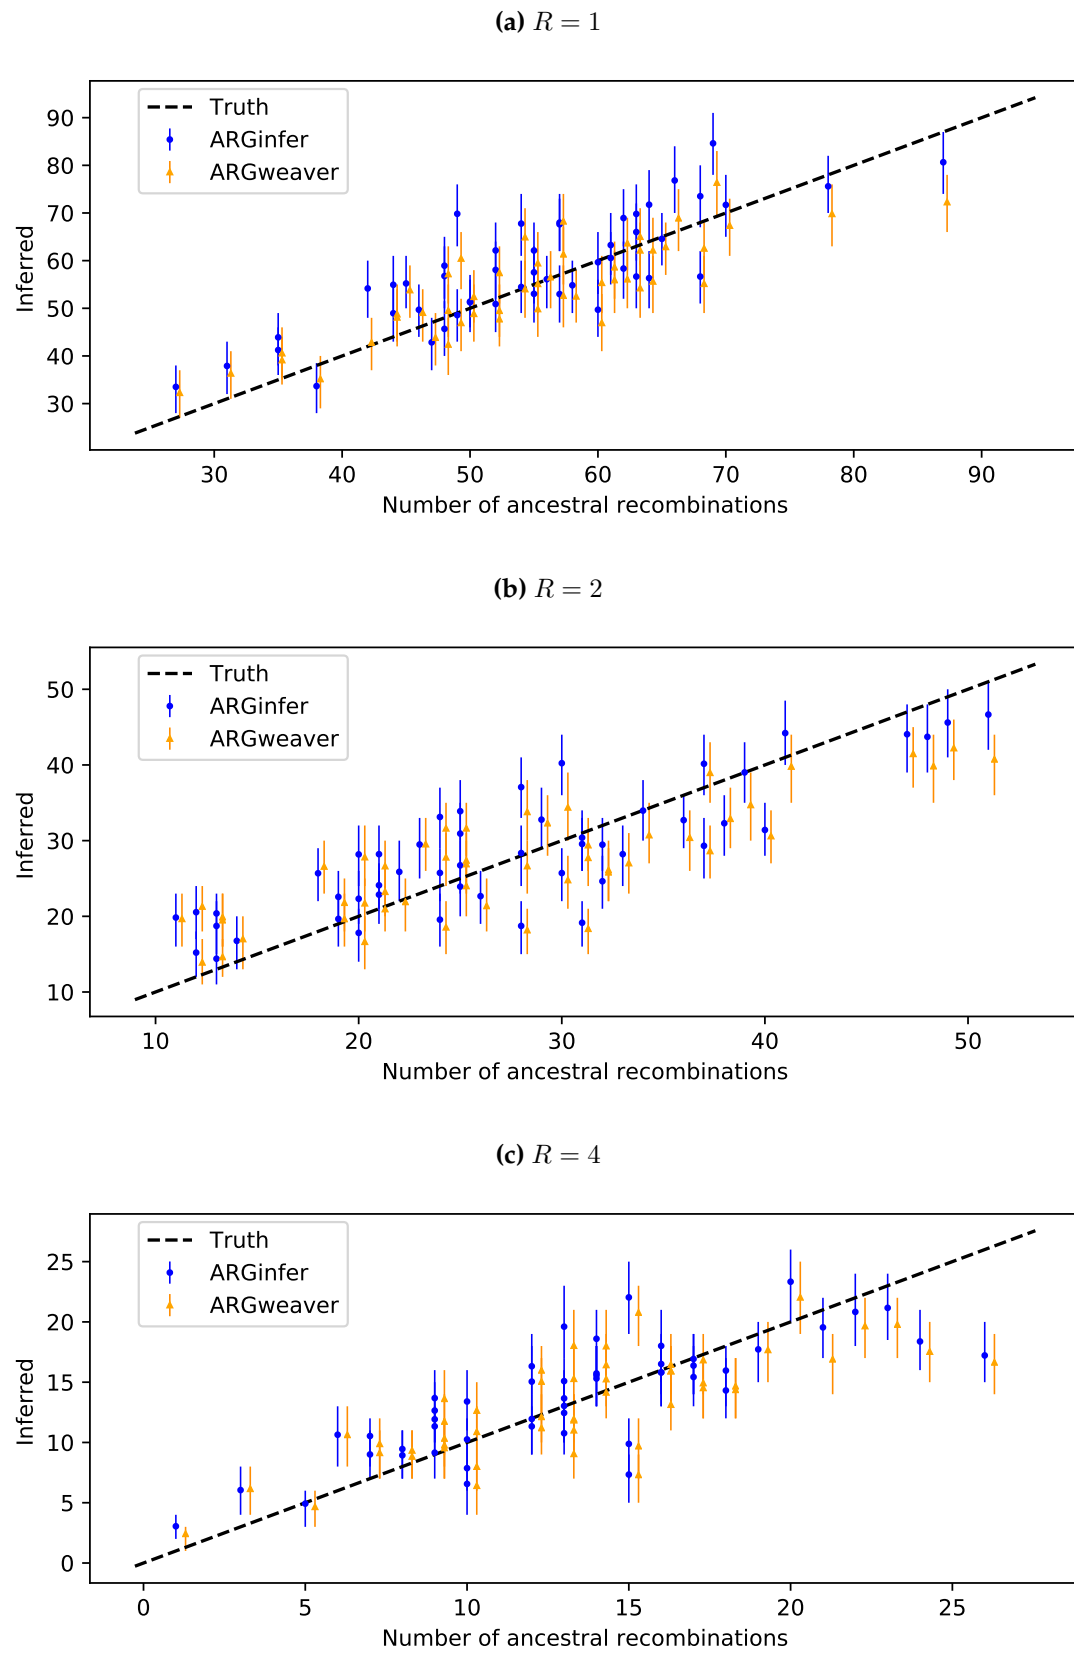 (a) R = 1
Truth
ARGinfer
ARGweaver
90
80
70
60
50
40
30
Inferred
30 40 50 60 70 80 90
Number of ancestral recombinations
(b) R = 2
Truth
ARGinfer
ARGweaver
50
40
30
20
10
Inferred
10 20 30 40 50
Number of ancestral recombinations
(c) R = 4
Truth
ARGinfer
ARGweaver
25
20
15
10
5
0
Inferred
0 5 10 15 20 25
Number of ancestral recombinations